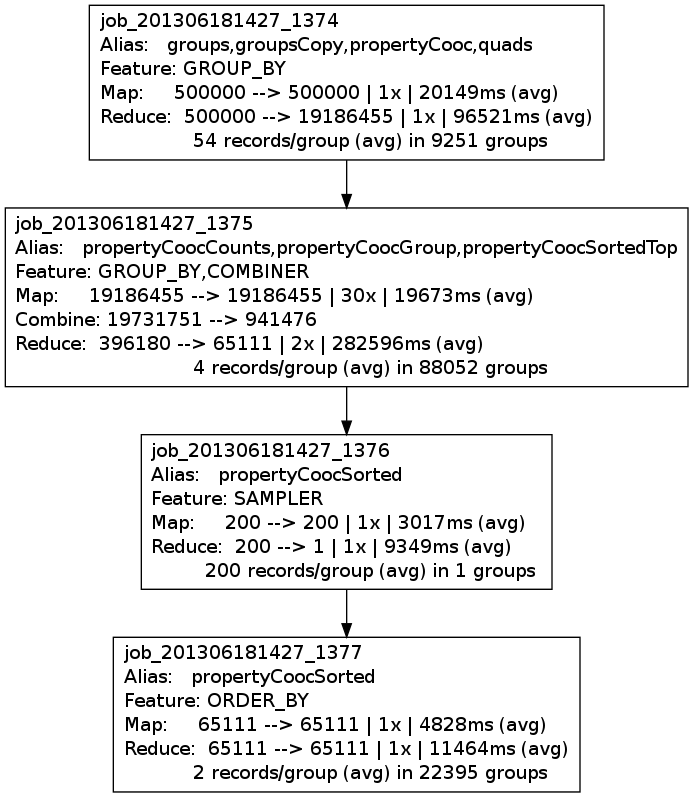 job_201306181427_1374
Alias: groups,groupsCopy,propertyCooc,quads
Feature: GROUP_BY
Map: 500000 --> 500000 | 1x | 20149ms (avg)
Reduce: 500000 --> 19186455 | 1x | 96521ms (avg)
54 records/group (avg) in 9251 groups
job_201306181427_1375
Alias: propertyCoocCounts,propertyCoocGroup,propertyCoocSortedTop
Feature: GROUP_BY,COMBINER
Map: 19186455 --> 19186455 | 30x | 19673ms (avg)
Combine: 19731751 --> 941476
Reduce: 396180 --> 65111 | 2x | 282596ms (avg)
4 records/group (avg) in 88052 groups
job_201306181427_1376
Alias: propertyCoocSorted
Feature: SAMPLER
Map: 200 --> 200 | 1x | 3017ms (avg)
Reduce: 200 --> 1 | 1x | 9349ms (avg)
200 records/group (avg) in 1 groups
job_201306181427_1377
Alias: propertyCoocSorted
Feature: ORDER_BY
Map: 65111 --> 65111 | 1x | 4828ms (avg)
Reduce: 65111 --> 65111 | 1x | 11464ms (avg)
2 records/group (avg) in 22395 groups